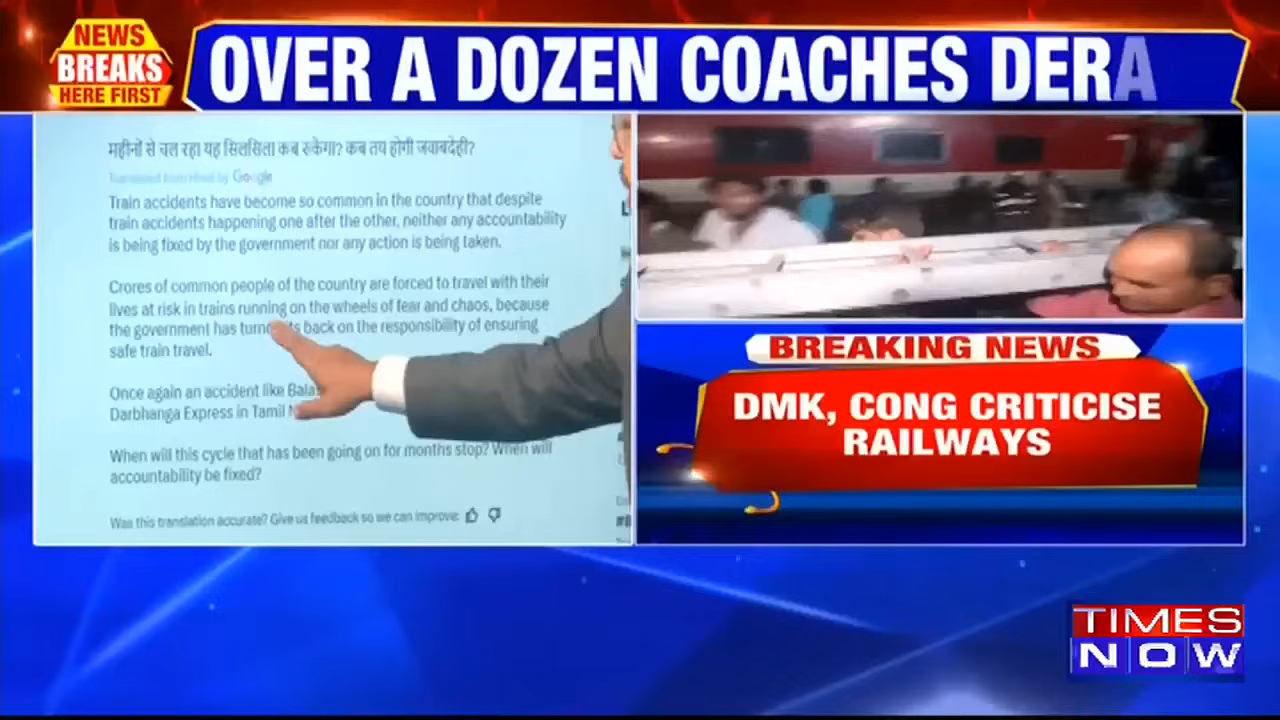 NEWS
BREAKS
HERE FIRST
OVER A DOZEN COACHES DERA
महीनों से चल रहा यह सिलसिला कब रुकेगा? कब तय होगी जवाबदेही?
Translated from Hindi by Google
Train accidents have become so common in the country that despite
train accidents happening one after the other, neither any accountability
is being fixed by the government nor any action is being taken.
Crores of common people of the country are forced to travel with their
lives at risk in trains running on the wheels of fear and chaos, because
the government has turne ts back on the responsibility of ensuring
safe train travel.
Once again an accident like Balas
Darbhanga Express in Tamil N
When will this cycle that has been going on for months stop? When will
accountability be fixed?
Was this translation accurate? Give us feedback so we can improve:
BREAKING NEWS
DMK, CONG CRITICISE
RAILWAYS
TIMES
NOW